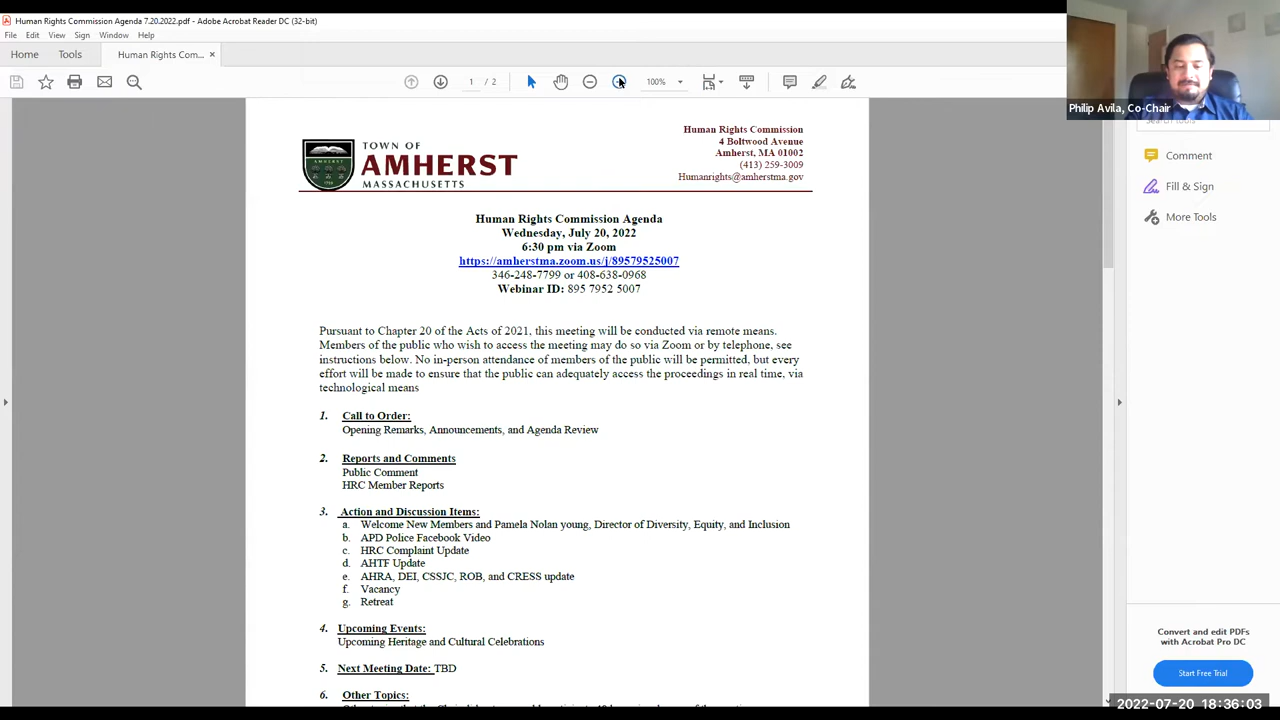 Human Rights Commission Agenda 7.20.2022.pdf - Adobe Acrobat Reader DC (32-bit)
File Edit View Sign Window Help
Home Tools Human Rights Com... ×
1 / 2 100%
Philip Avila, Co-Chair
Search tools
Comment
Fill & Sign
More Tools
TOWN OF
AMHERST
MASSACHUSETTS
Human Rights Commission
4 Boltwood Avenue
Amherst, MA 01002
(413) 259-3009
Humanrights@amherstma.gov
Human Rights Commission Agenda
Wednesday, July 20, 2022
6:30 pm via Zoom
https://amherstma.zoom.us/j/89579525007
346-248-7799 or 408-638-0968
Webinar ID: 895 7952 5007
Pursuant to Chapter 20 of the Acts of 2021, this meeting will be conducted via remote means.
Members of the public who wish to access the meeting may do so via Zoom or by telephone, see
instructions below. No in-person attendance of members of the public will be permitted, but every
effort will be made to ensure that the public can adequately access the proceedings in real time, via
technological means
1. Call to Order:
Opening Remarks, Announcements, and Agenda Review
2. Reports and Comments
Public Comment
HRC Member Reports
3. Action and Discussion Items:
a. Welcome New Members and Pamela Nolan young, Director of Diversity, Equity, and Inclusion
b. APD Police Facebook Video
c. HRC Complaint Update
d. AHTF Update
e. AHRA, DEI, CSSJC, ROB, and CRESS update
f. Vacancy
g. Retreat
4. Upcoming Events:
Upcoming Heritage and Cultural Celebrations
5. Next Meeting Date: TBD
6. Other Topics:
Convert and edit PDFs
with Acrobat Pro DC
Start Free Trial
2022-07-20 18:36:03